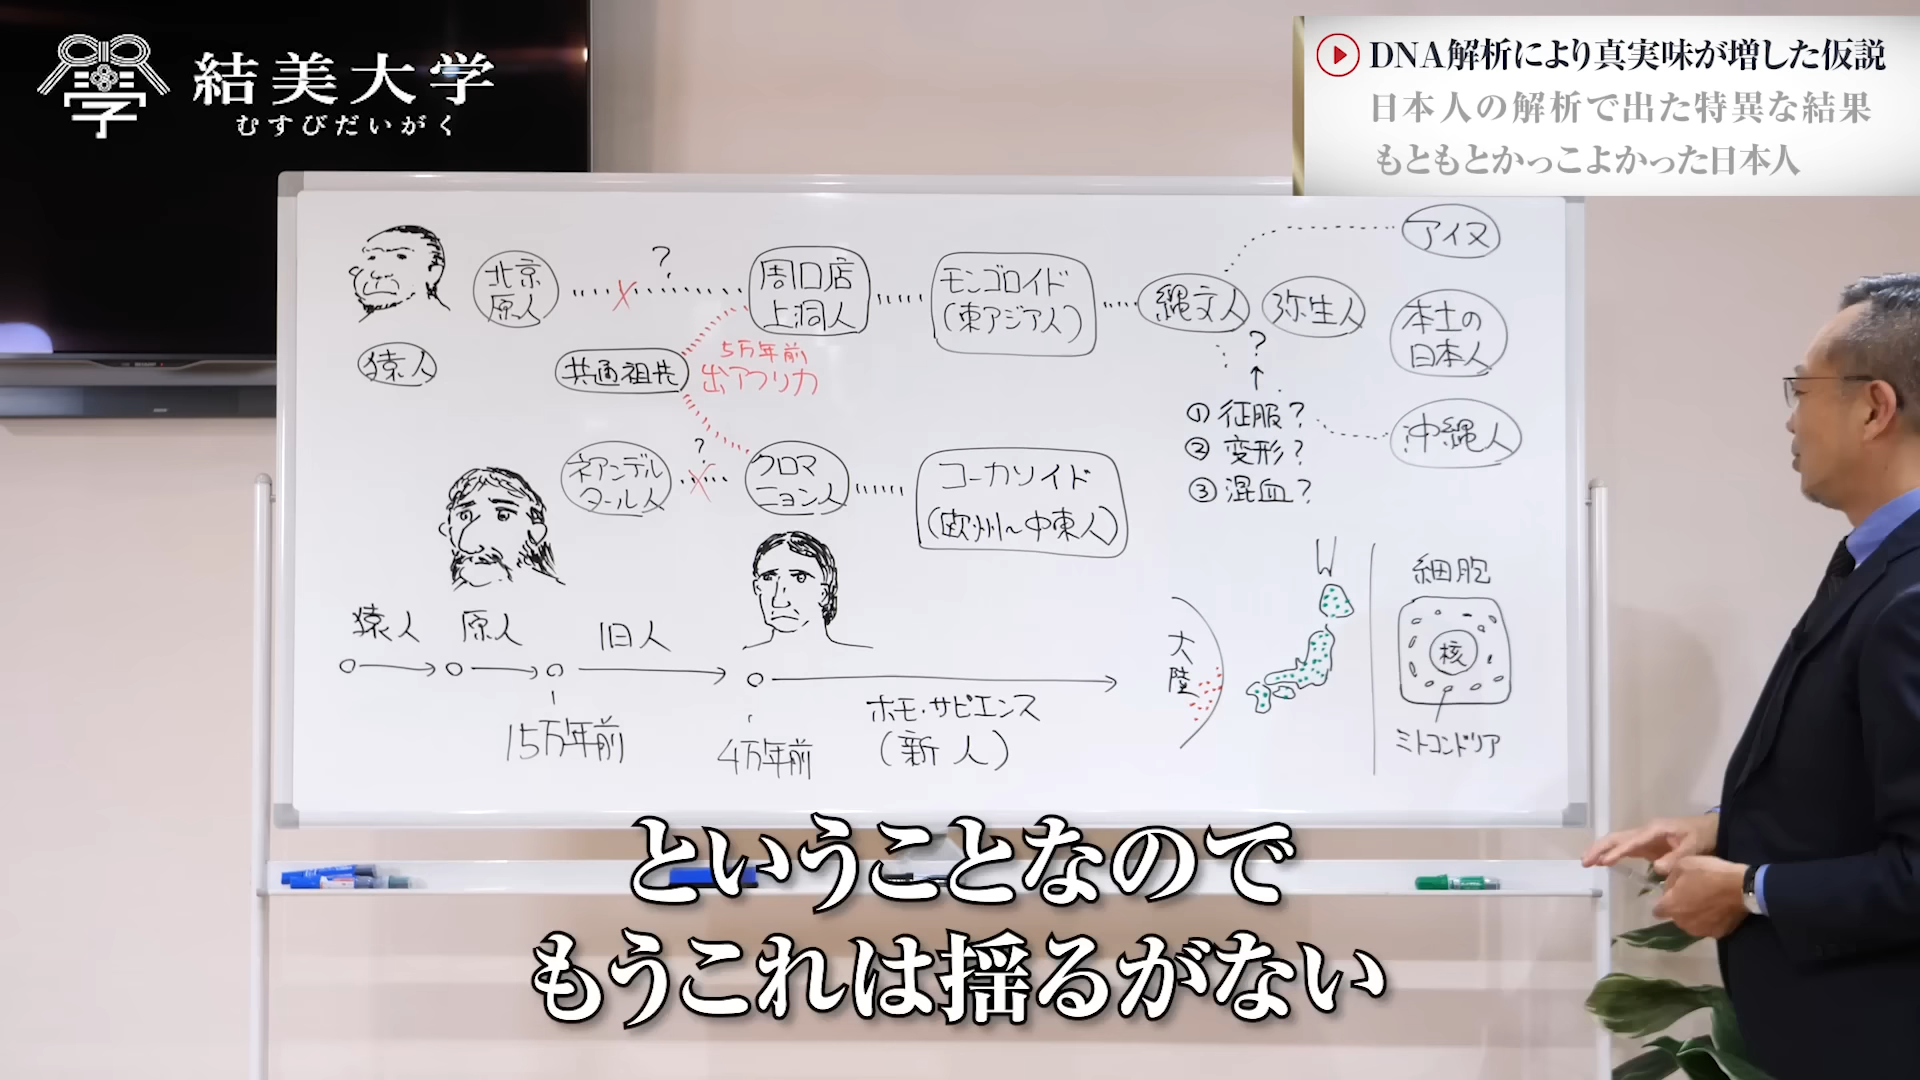 結美大学
むすびだいがく
DNA解析により真実味が増した仮説
日本人の解析で出た特異な結果
もともとかっこよかった日本人
北京
原人
?
周口店
上洞人
モンゴロイド
(東アジア人)
縄文人
弥生人
アイヌ
本土の
日本人
沖縄人
猿人
共通祖先
5万年前
出アフリカ
?
① 征服?
② 変形?
③ 混血?
ネアンデル
タール人
?
クロマ
ニョン人
コーカソイド
(欧州~中東人)
猿人
原人
旧人
15万年前
4万年前
ホモ・サピエンス
(新人)
大陸
細胞
核
ミトコンドリア
ということなので
もうこれは揺るがない